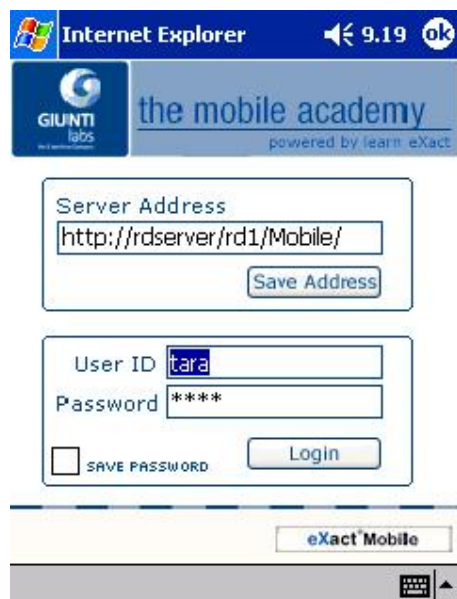 Internet Explorer 9.19 ok
GIUNTI
labs
the mobile academy
powered by learn eXact
Server Address
http://rdserver/rd1/Mobile/
Save Address
User ID tara
Password ****
SAVE PASSWORD
Login
eXact Mobile